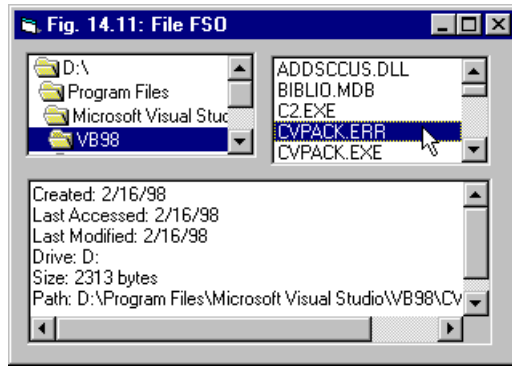 Fig. 14.11: File FSO
D:\
Program Files
Microsoft Visual Stuc
VB98
ADDSCCUS.DLL
BIBLIO.MDB
C2.EXE
CVPACK.ERR
CVPACK.EXE
Created: 2/16/98
Last Accessed: 2/16/98
Last Modified: 2/16/98
Drive: D:
Size: 2313 bytes
Path: D:\Program Files\Microsoft Visual Studio\VB98\CV